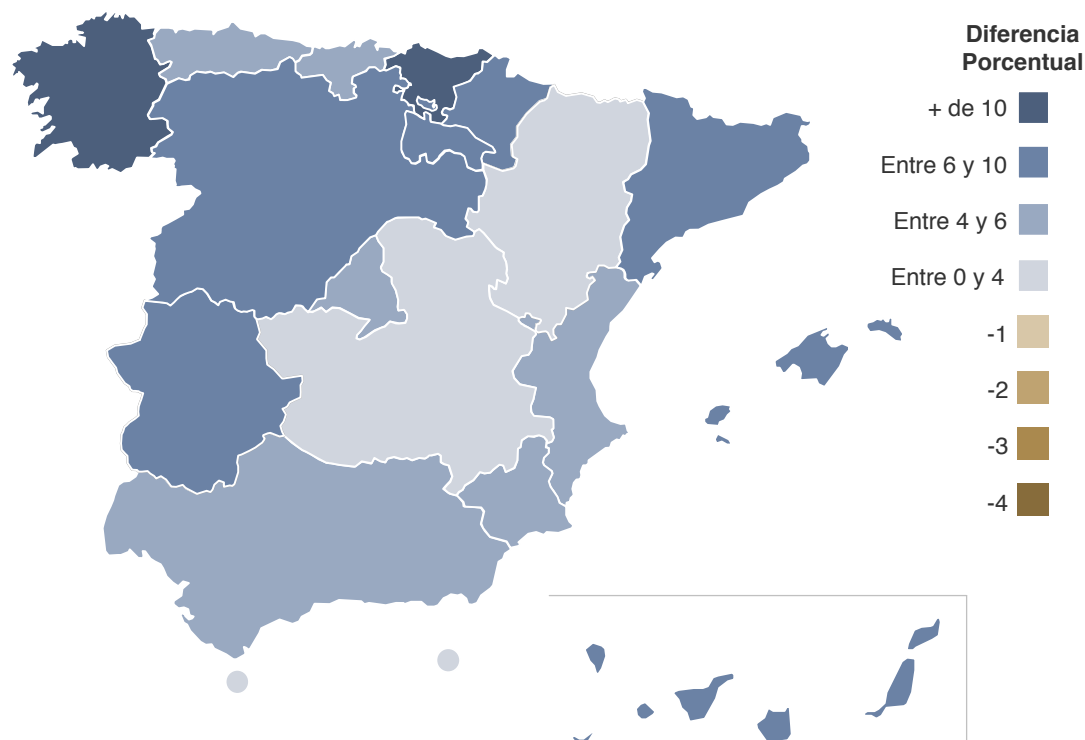 Diferencia
Porcentual
+ de 10
Entre 6 y 10
Entre 4 y 6
Entre 0 y 4
-1
-2
-3
-4